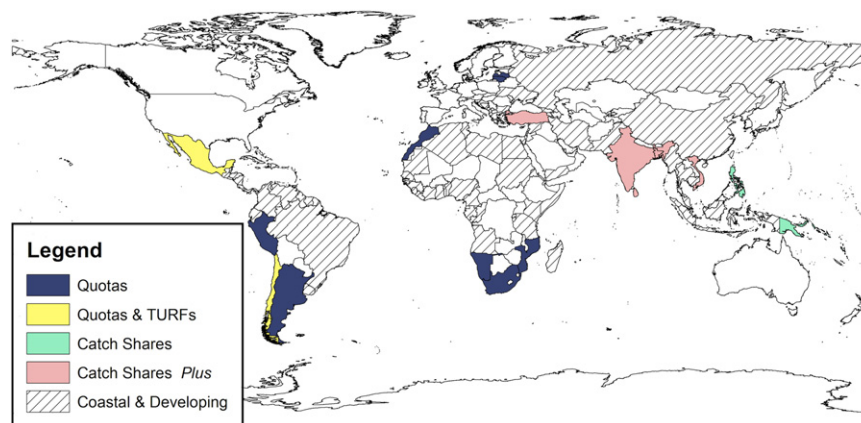 Legend
Quotas
Quotas & TURFs
Catch Shares
Catch Shares Plus
Coastal & Developing